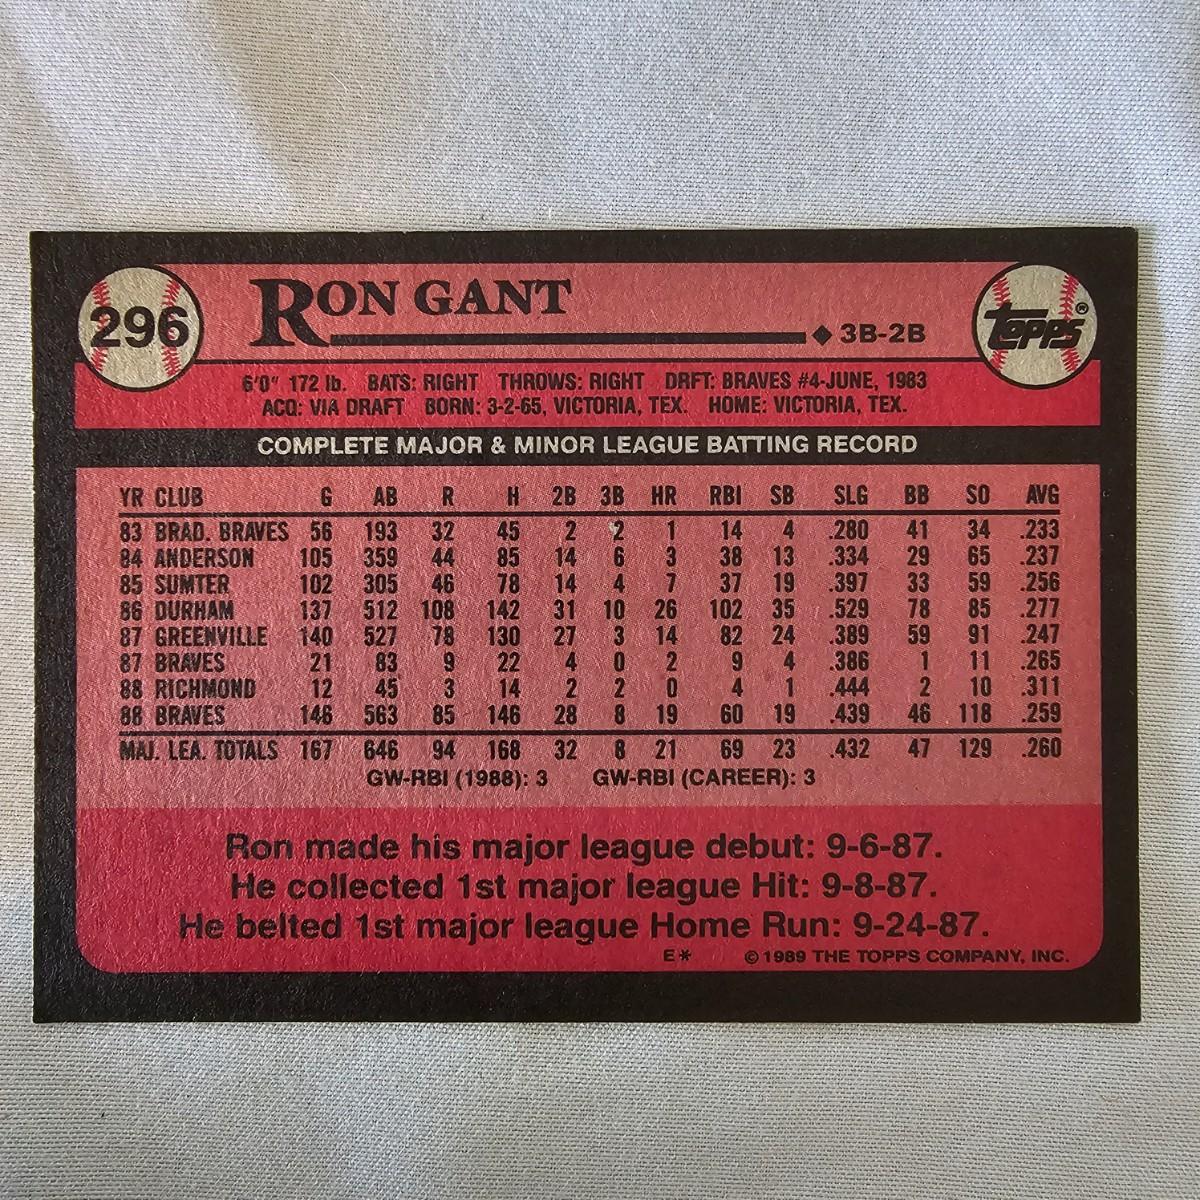 296
RON GANT
◆ 3B-2B
topps®
6'0" 172 lb. BATS: RIGHT THROWS: RIGHT DRFT: BRAVES #4-JUNE, 1983
ACQ: VIA DRAFT BORN: 3-2-65, VICTORIA, TEX. HOME: VICTORIA, TEX.
COMPLETE MAJOR & MINOR LEAGUE BATTING RECORD
YR CLUB G AB R H 2B 3B HR RBI SB SLG BB SO AVG
83 BRAD. BRAVES 56 193 32 45 2 2 1 14 4 .280 41 34 .233
84 ANDERSON 105 359 44 85 14 6 3 38 13 .334 29 65 .237
85 SUMTER 102 305 46 78 14 4 7 37 19 .397 33 59 .256
86 DURHAM 137 512 108 142 31 10 26 102 35 .529 78 85 .277
87 GREENVILLE 140 527 78 130 27 3 14 82 24 .389 59 91 .247
87 BRAVES 21 83 9 22 4 0 2 9 4 .386 1 11 .265
88 RICHMOND 12 45 3 14 2 2 0 4 1 .444 2 10 .311
88 BRAVES 146 563 85 146 28 8 19 60 19 .439 46 118 .259
MAJ. LEA. TOTALS 167 646 94 168 32 8 21 69 23 .432 47 129 .260
GW-RBI (1988): 3 GW-RBI (CAREER): 3
Ron made his major league debut: 9-6-87.
He collected 1st major league Hit: 9-8-87.
He belted 1st major league Home Run: 9-24-87.
E* © 1989 THE TOPPS COMPANY, INC.